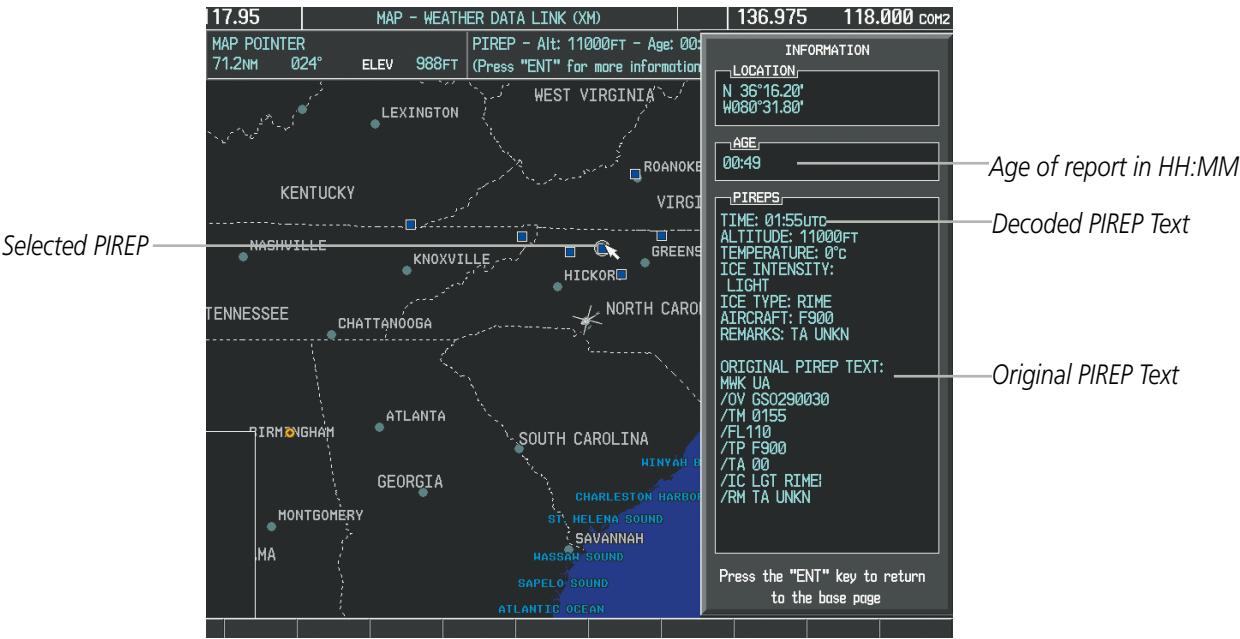 117.95
MAP - WEATHER DATA LINK (XM)
136.975 118.000 COM2
MAP POINTER
71.2NM 024° ELEV 988FT
PIREP - Alt: 11000FT - Age: 00:
(Press "ENT" for more information
INFORMATION
LOCATION
N 36°16.20'
W080°31.80'
AGE
00:49
Age of report in HH:MM
PIREPS
TIME: 01:55UTC
Decoded PIREP Text
ALTITUDE: 11000FT
TEMPERATURE: 0°C
ICE INTENSITY:
LIGHT
ICE TYPE: RIME
AIRCRAFT: F900
REMARKS: TA UNKN
ORIGINAL PIREP TEXT:
Original PIREP Text
MWK UA
/OV GSO290030
/TM 0155
/FL110
/TP F900
/TA 00
/IC LGT RIME
/RM TA UNKN
Press the "ENT" key to return
to the base page
Selected PIREP
WEST VIRGINIA
LEXINGTON
ROANOKE
KENTUCKY
VIRGI
NASHVILLE
KNOXVILLE
GREENS
HICKOR
TENNESSEE
NORTH CARO
CHATTANOOGA
ATLANTA
BIRMINGHAM
SOUTH CAROLINA
WINYAH B
GEORGIA
CHARLESTON HARBO
MONTGOMERY
ST. HELENA SOUND
SAVANNAH
MA
WASSAW SOUND
SAPELO SOUND
ATLANTIC OCEAN